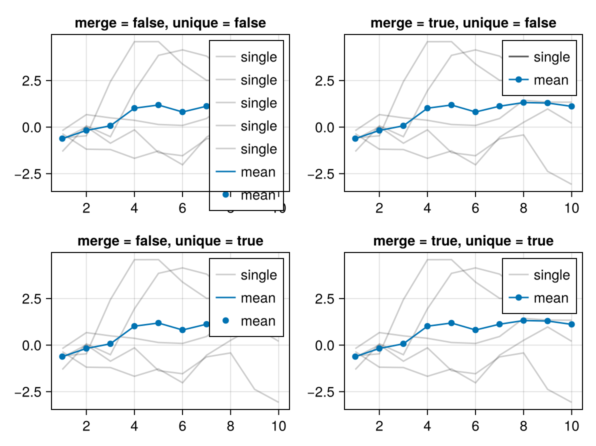 merge = false, unique = false
single
single
single
single
single
mean
mean
2.5
0.0
−2.5
2
4
6
8
10
merge = true, unique = false
single
mean
2.5
0.0
−2.5
2
4
6
8
10
merge = false, unique = true
single
mean
mean
2.5
0.0
−2.5
2
4
6
8
10
merge = true, unique = true
single
mean
2.5
0.0
−2.5
2
4
6
8
10